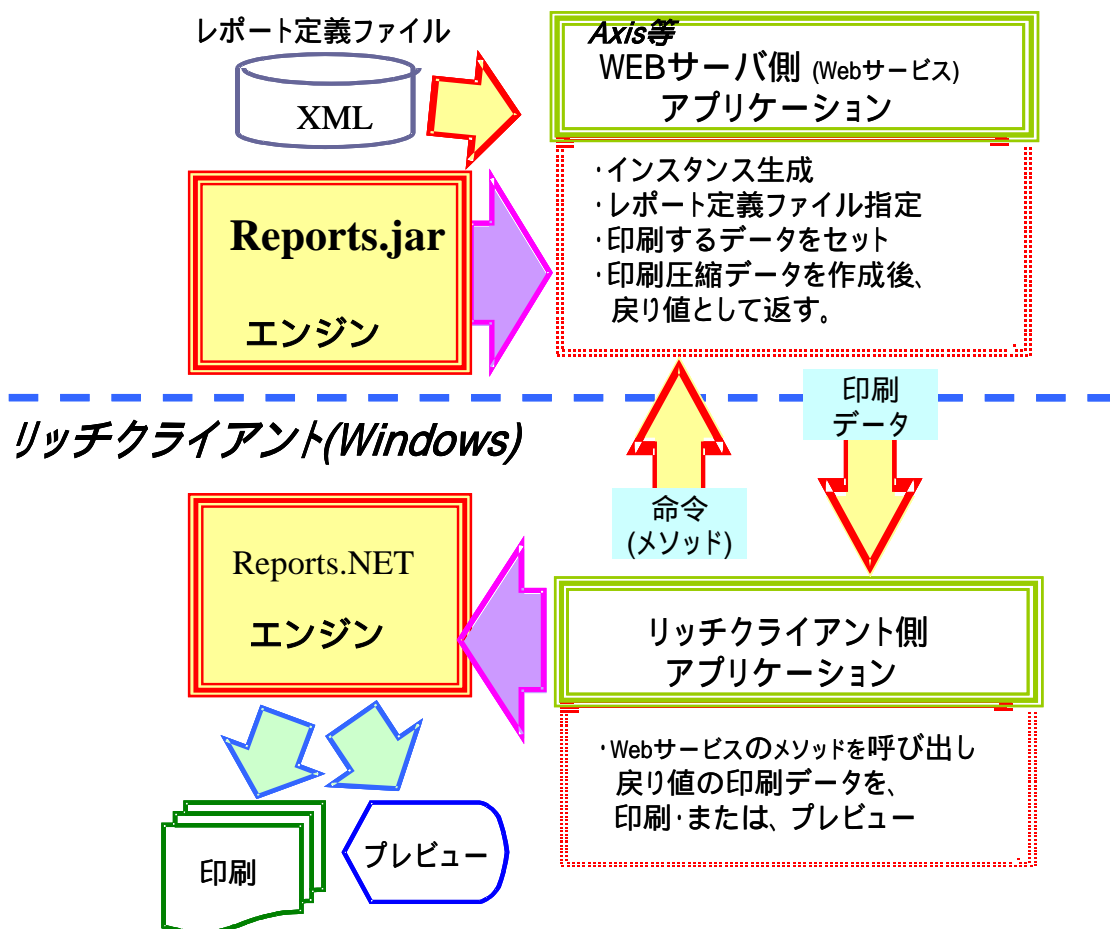 レポート定義ファイル
XML
Axis等
WEBサーバ側 (Webサービス)
アプリケーション
Reports.jar
エンジン
・インスタンス生成
・レポート定義ファイル指定
・印刷するデータをセット
・印刷圧縮データを作成後、
戻り値として返す。
印刷
データ
リッチクライアント(Windows)
命令
(メソッド)
Reports.NET
エンジン
リッチクライアント側
アプリケーション
・Webサービスのメソッドを呼び出し
戻り値の印刷データを、
印刷・または、プレビュー
印刷
プレビュー